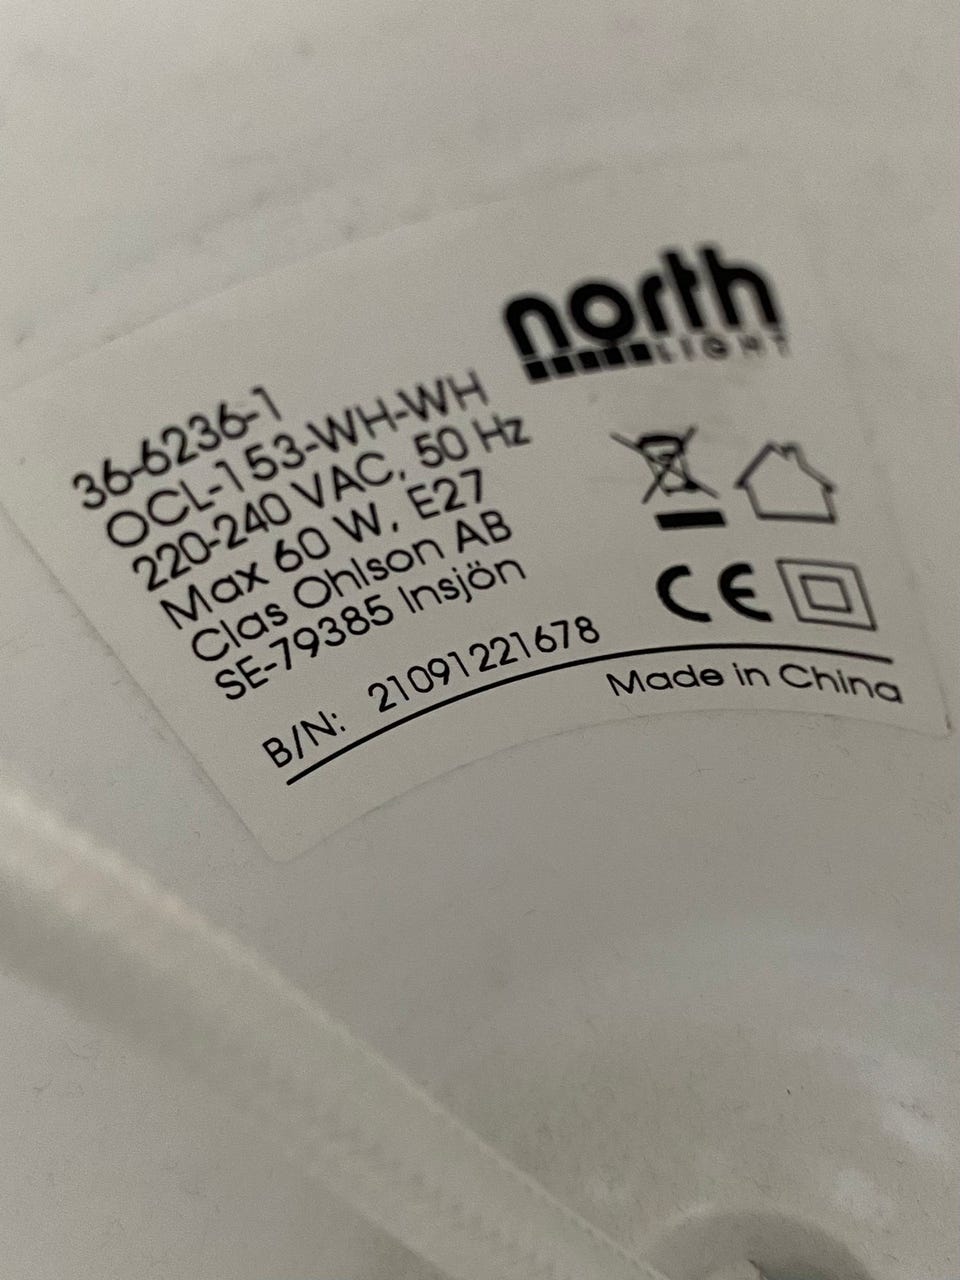 north
LIGHT
36-6236-1
OCL-153-WH-WH
220-240 VAC, 50 Hz
Max 60 W, E27
Clas Ohlson AB
SE-79385 Insjön
CE
B/N: 21091221678
Made in China